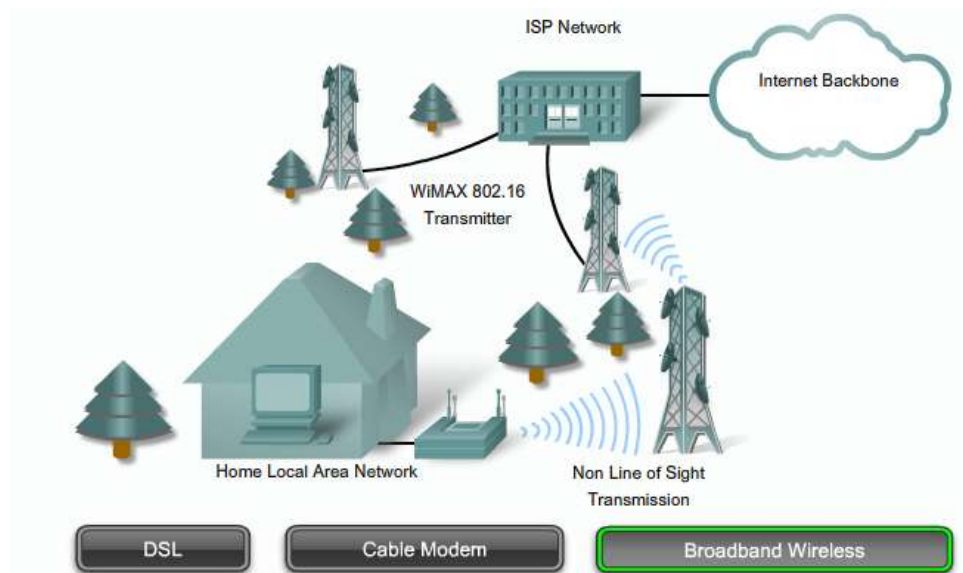 ISP Network
Internet Backbone
WiMAX 802.16
Transmitter
Home Local Area Network
Non Line of Sight
Transmission
DSL
Cable Modem
Broadband Wireless